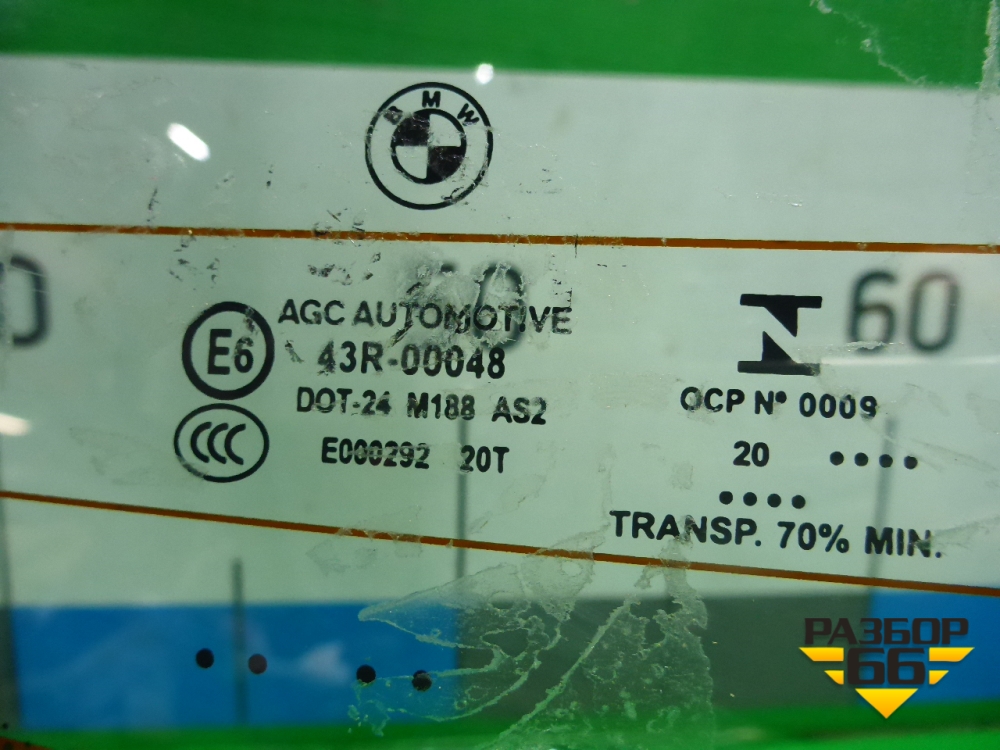 BMW
AGC AUTOMOTIVE
E6
43R-00048
DOT-24 M188 AS2
CCC
E000292 20T
N
60
OCP Nº 0009
20 ••••
••••
TRANSP. 70% MIN.
РАЗБОР
66